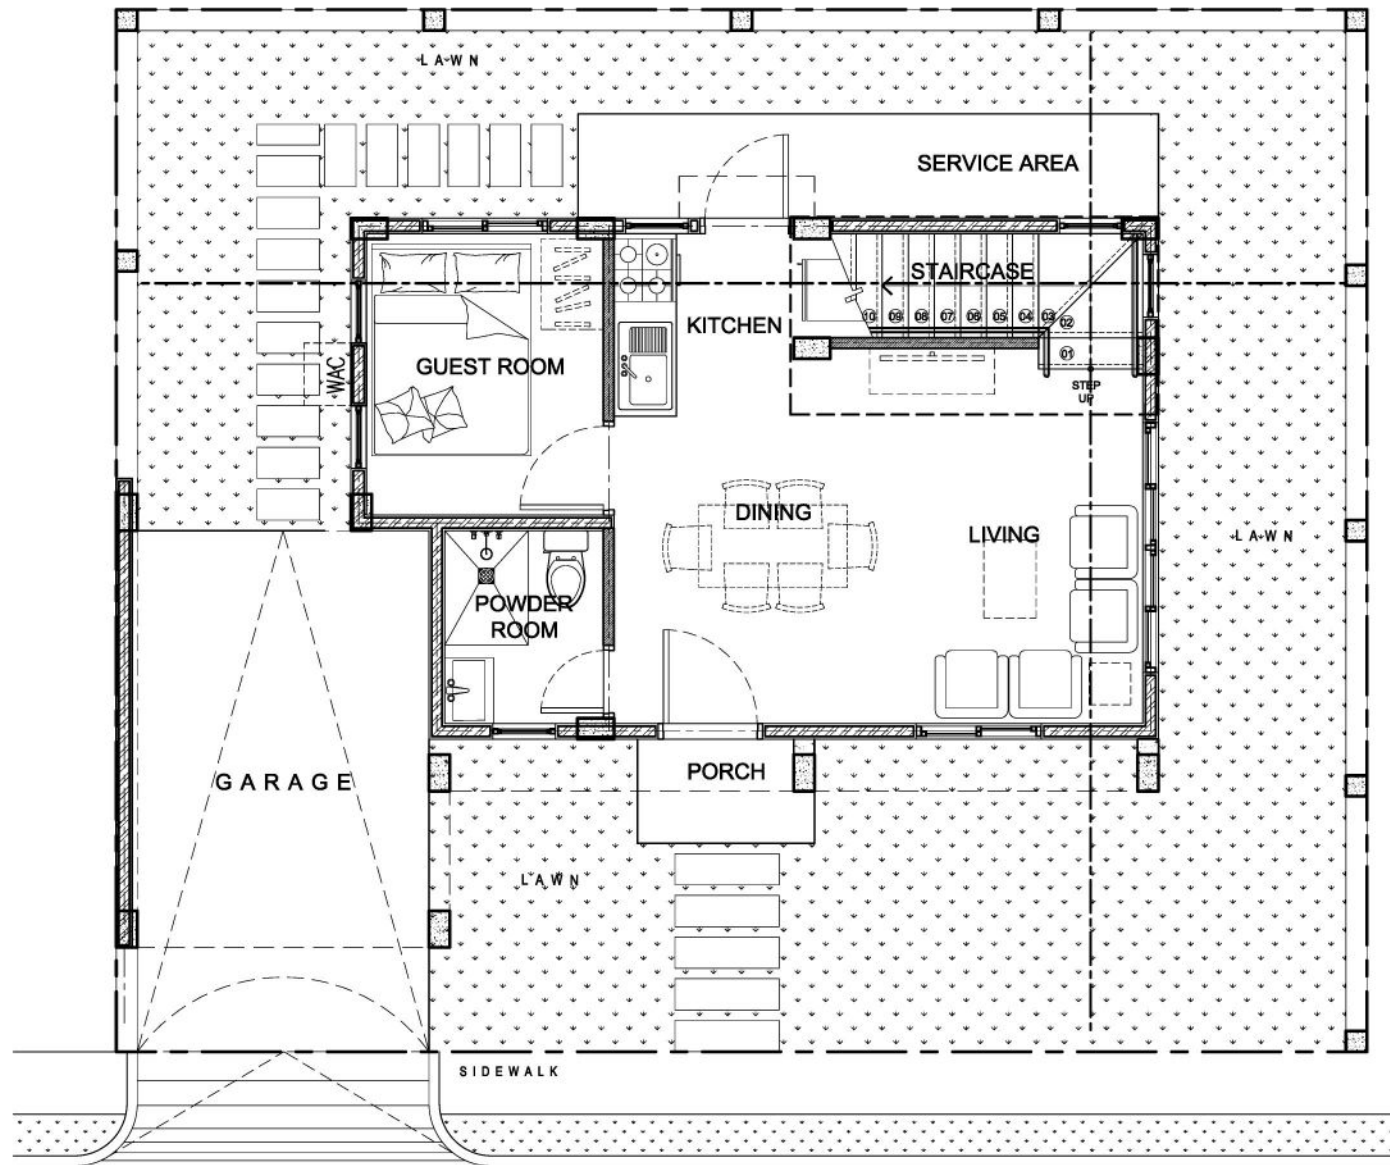 LAWN
SERVICE AREA
STAIRCASE
10 09 08 07 06 05 04 03 02
01
STEP
UP
KITCHEN
GUEST ROOM
WAC
DINING
LIVING
LAWN
POWDER
ROOM
PORCH
GARAGE
LAWN
SIDEWALK